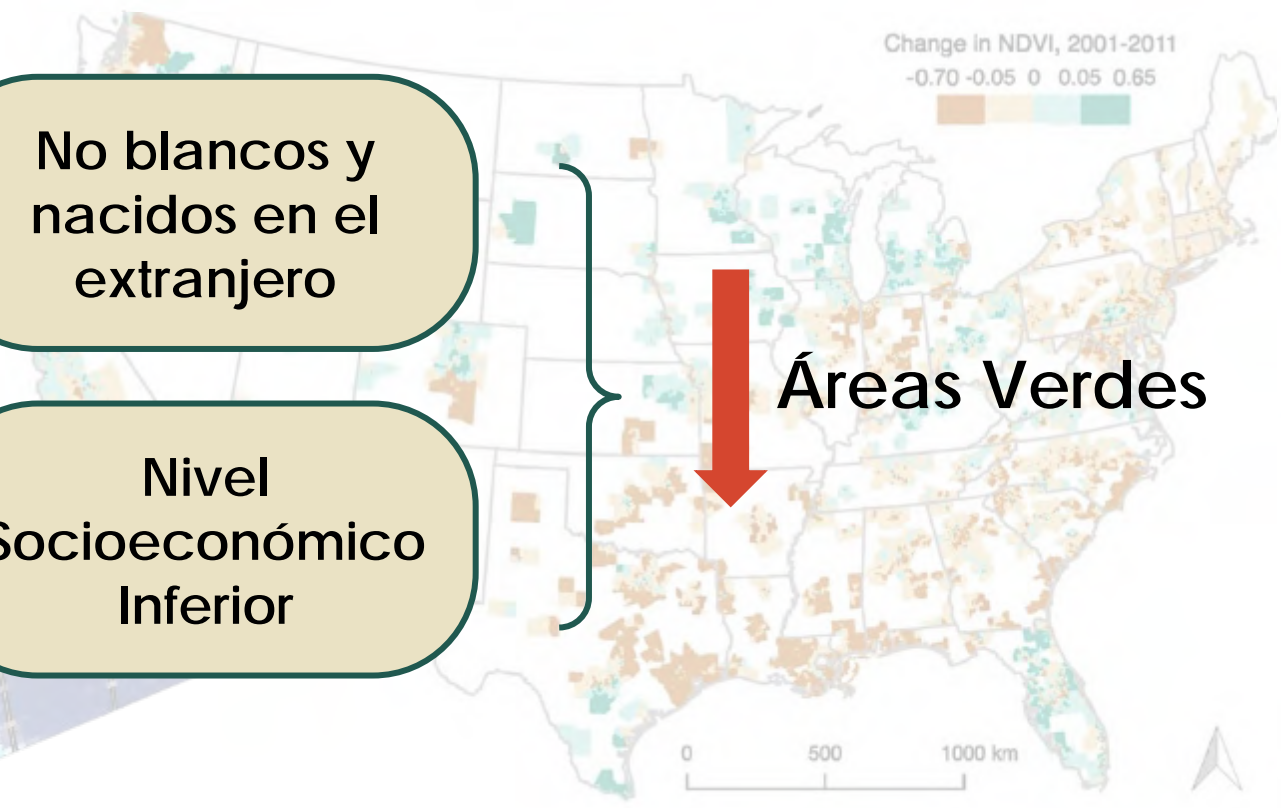 Change in NDVI, 2001-2011
-0.70 -0.05 0 0.05 0.65
No blancos y
nacidos en el
extranjero
Áreas Verdes
Nivel
Socioeconómico
Inferior
0 500 1000 km